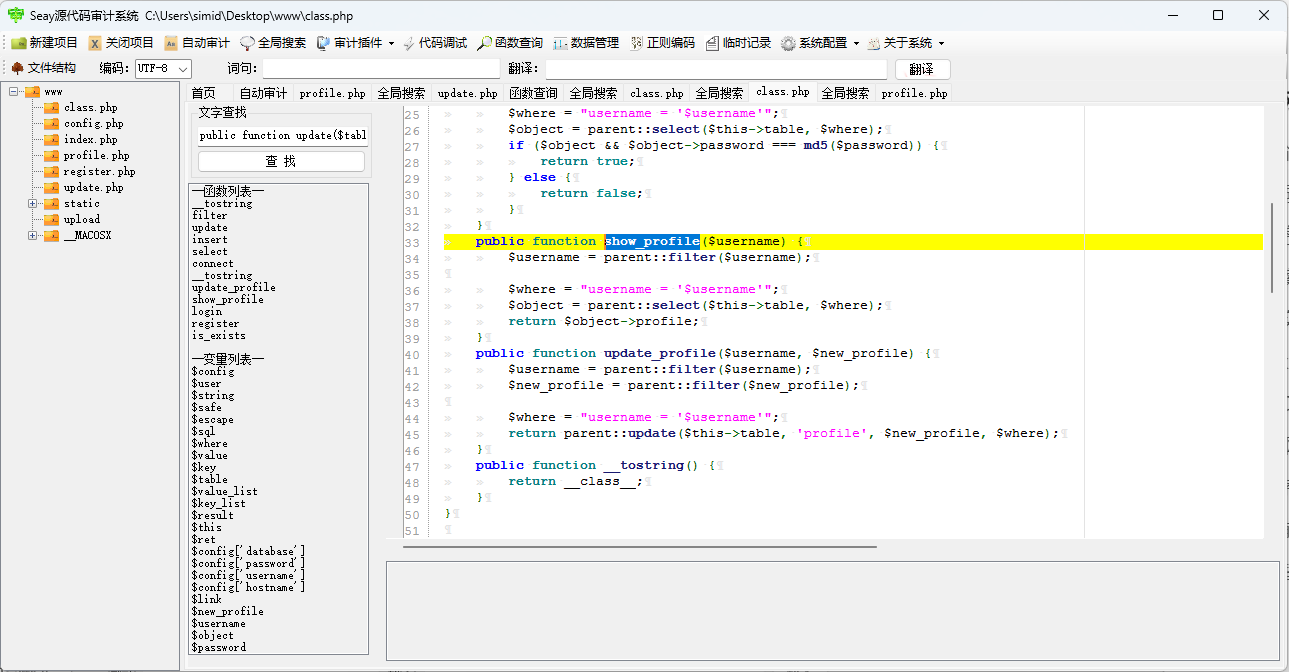 Seay源代码审计系统 C:\Users\simid\Desktop\www\class.php
新建项目 关闭项目 自动审计 全局搜索 审计插件 代码调试 函数查询 数据管理 正则编码 临时记录 系统配置 关于系统
文件结构 编码: UTF-8 词句: 翻译: 翻译
www
class.php
config.php
index.php
profile.php
register.php
update.php
static
upload
__MACOSX
首页 自动审计 profile.php 全局搜索 update.php 函数查询 全局搜索 class.php 全局搜索 class.php 全局搜索 profile.php
文字查找
public function update($tabl
查 找
—函数列表—
__tostring
filter
update
insert
select
connect
__tostring
update_profile
show_profile
login
register
is_exists
—变量列表—
$config
$user
$string
$safe
$escape
$sql
$where
$value
$key
$table
$value_list
$key_list
$result
$this
$ret
$config['database']
$config['password']
$config['username']
$config['hostname']
$link
$new_profile
$username
$object
$password
25 $where = "username = '$username'";
26 $object = parent::select($this->table, $where);
27 if ($object && $object->password === md5($password)) {
28 return true;
29 } else {
30 return false;
31 }
32 }
33 public function show_profile($username) {
34 $username = parent::filter($username);
35
36 $where = "username = '$username'";
37 $object = parent::select($this->table, $where);
38 return $object->profile;
39 }
40 public function update_profile($username, $new_profile) {
41 $username = parent::filter($username);
42 $new_profile = parent::filter($new_profile);
43
44 $where = "username = '$username'";
45 return parent::update($this->table, 'profile', $new_profile, $where);
46 }
47 public function __tostring() {
48 return __class__;
49 }
50 }
51